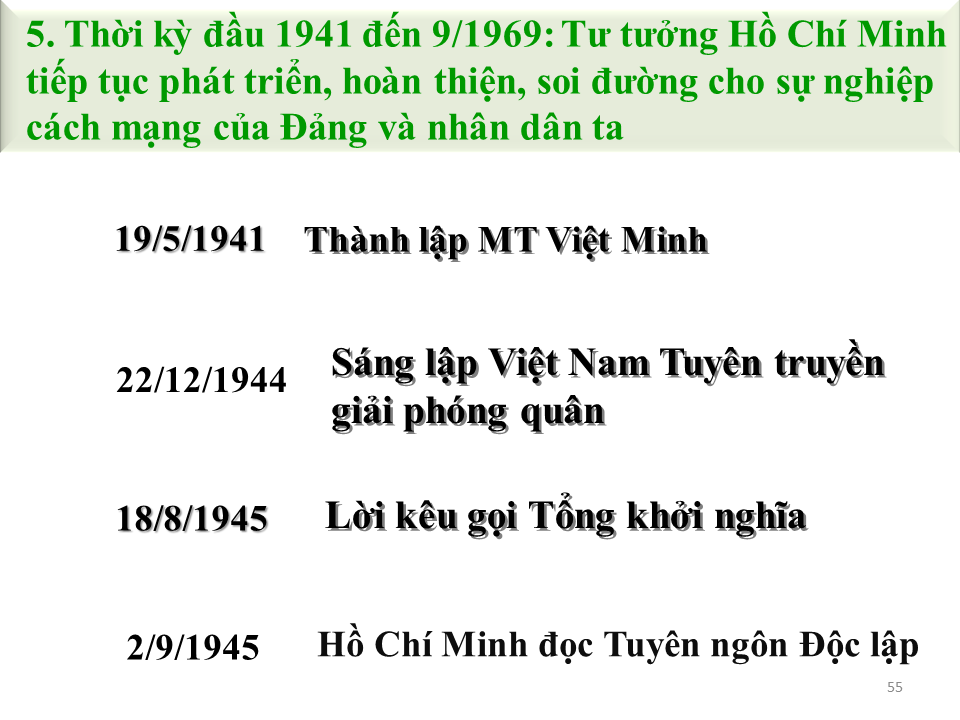 5. Thời kỳ đầu 1941 đến 9/1969: Tư tưởng Hồ Chí Minh
tiếp tục phát triển, hoàn thiện, soi đường cho sự nghiệp
cách mạng của Đảng và nhân dân ta
19/5/1941 Thành lập MT Việt Minh
22/12/1944 Sáng lập Việt Nam Tuyên truyền
giải phóng quân
18/8/1945 Lời kêu gọi Tổng khởi nghĩa
2/9/1945 Hồ Chí Minh đọc Tuyên ngôn Độc lập
55